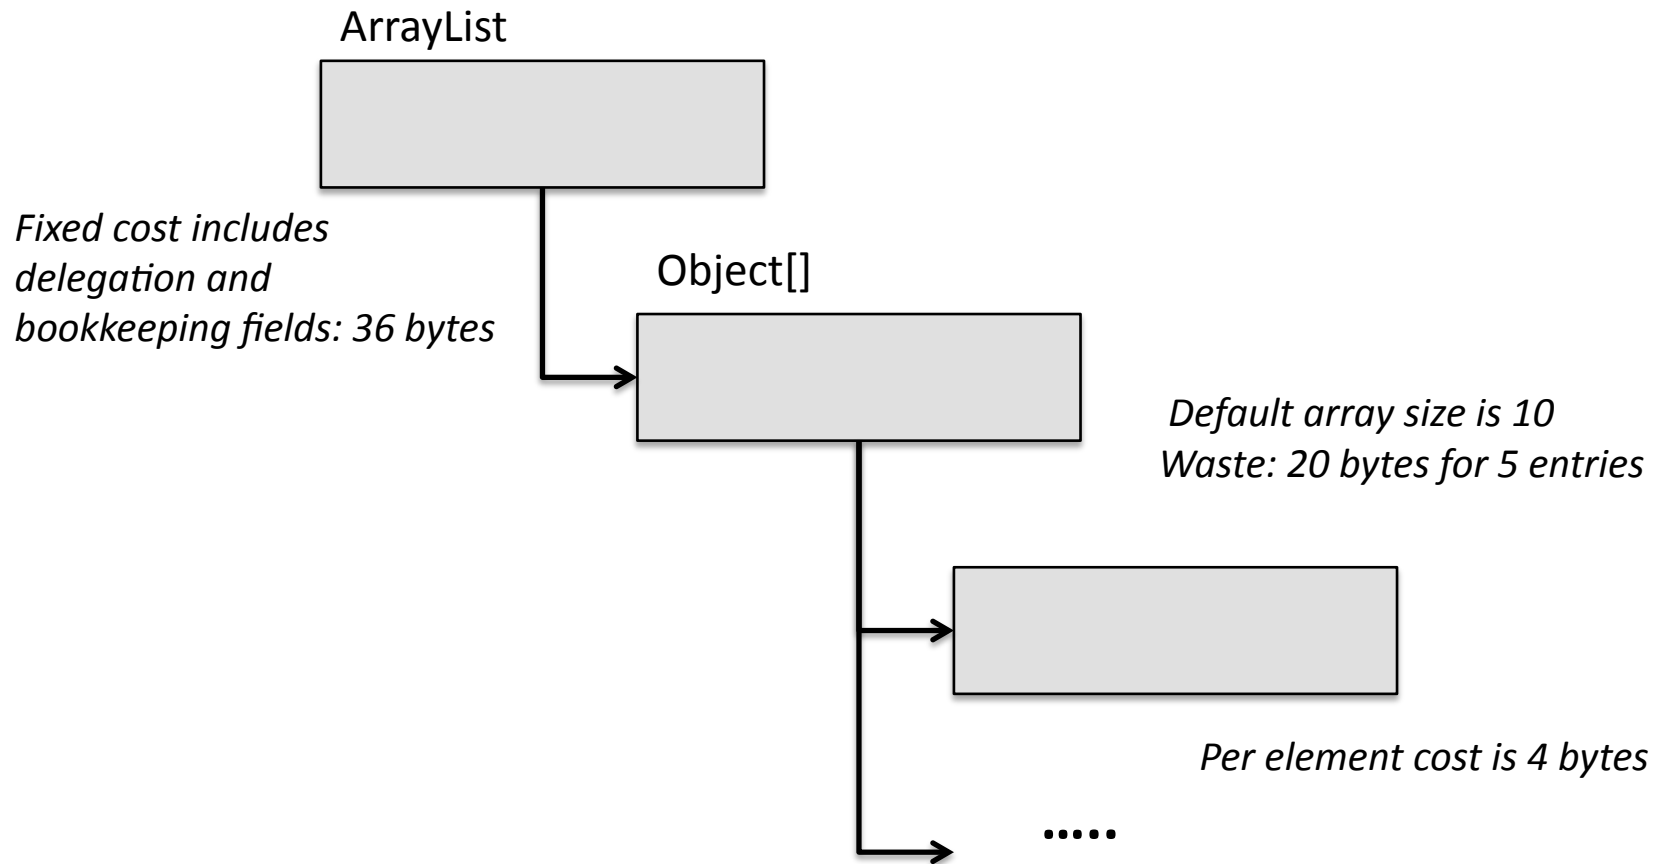 ArrayList
Fixed cost includes
delegation and
bookkeeping fields: 36 bytes
Object[]
Default array size is 10
Waste: 20 bytes for 5 entries
Per element cost is 4 bytes
.....